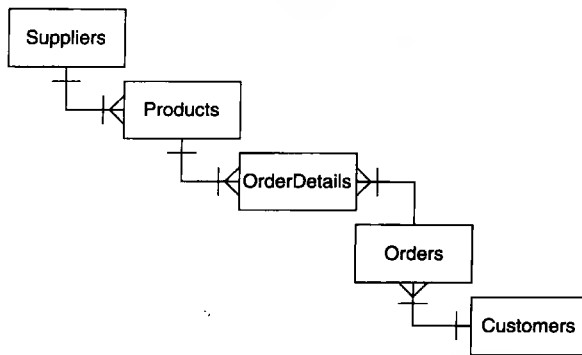 Suppliers
Products
OrderDetails
Orders
Customers